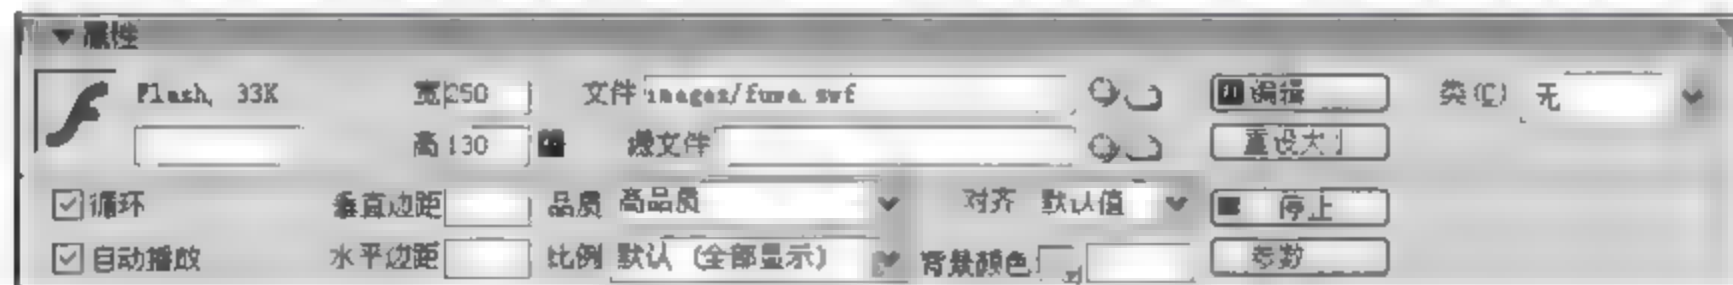 属性
Flash, 33K 宽 250 文件 images/fuwa.swf 编辑 类(C) 无
高 130 源文件 重设大小
循环 垂直边距 品质 高品质 对齐 默认值 停止
自动播放 水平边距 比例 默认 (全部显示) 背景颜色 参数